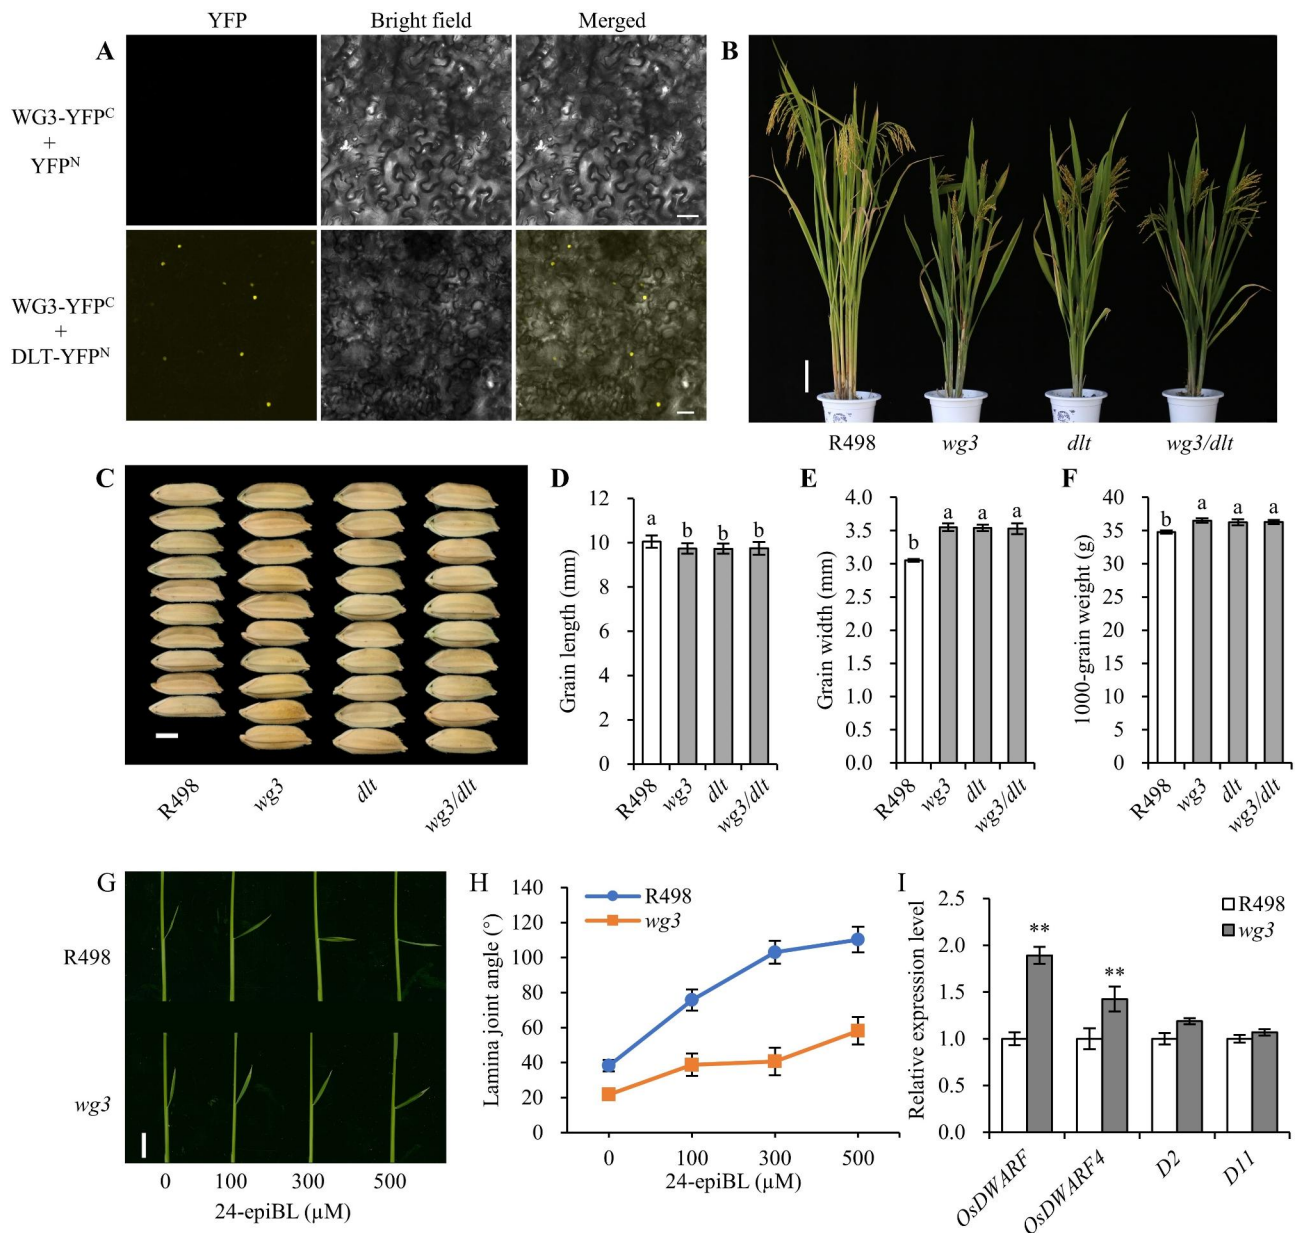 A
YFP
Bright field
Merged
WG3-YFPC
+
YFPN
WG3-YFPC
+
DLT-YFPN
B
R498
wg3
dlt
wg3/dlt
C
R498
wg3
dlt
wg3/dlt
D
Grain length (mm)
12
10
8
6
4
2
0
a
b
b
b
R498
wg3
dlt
wg3/dlt
E
Grain width (mm)
4.0
3.5
3.0
2.5
2.0
1.5
1.0
0.5
0.0
b
a
a
a
R498
wg3
dlt
wg3/dlt
F
1000-grain weight (g)
40
35
30
25
20
15
10
5
0
b
a
a
a
R498
wg3
dlt
wg3/dlt
G
R498
wg3
0
100
300
500
24-epiBL (µM)
H
Lamina joint angle (°)
140
120
100
80
60
40
20
0
R498
wg3
0
100
300
500
24-epiBL (µM)
I
Relative expression level
2.5
2.0
1.5
1.0
0.5
0.0
R498
wg3
**
**
OsDWARF
OsDWARF4
D2
D11